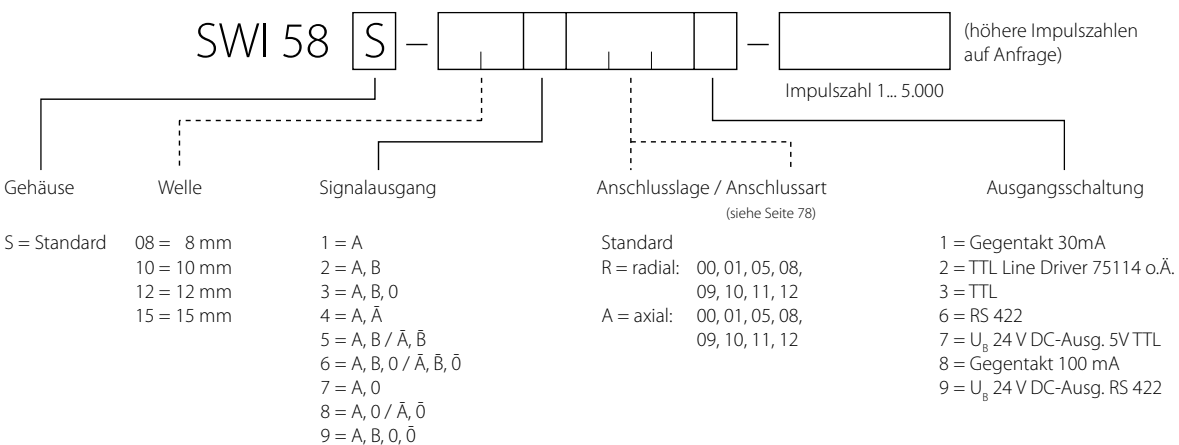 SWI 58 S – –
(höhere Impulszahlen
auf Anfrage)
Impulszahl 1... 5.000
Gehäuse
S = Standard
Welle
08 = 8 mm
10 = 10 mm
12 = 12 mm
15 = 15 mm
Signalausgang
1 = A
2 = A, B
3 = A, B, 0
4 = A, Ā
5 = A, B / Ā, B̄
6 = A, B, 0 / Ā, B̄, 0̄
7 = A, 0
8 = A, 0 / Ā, 0̄
9 = A, B, 0, 0̄
Anschlusslage / Anschlussart
(siehe Seite 78)
Standard
R = radial: 00, 01, 05, 08,
09, 10, 11, 12
A = axial: 00, 01, 05, 08,
09, 10, 11, 12
Ausgangsschaltung
1 = Gegentakt 30mA
2 = TTL Line Driver 75114 o.Ä.
3 = TTL
6 = RS 422
7 = U_B 24 V DC-Ausg. 5V TTL
8 = Gegentakt 100 mA
9 = U_B 24 V DC-Ausg. RS 422